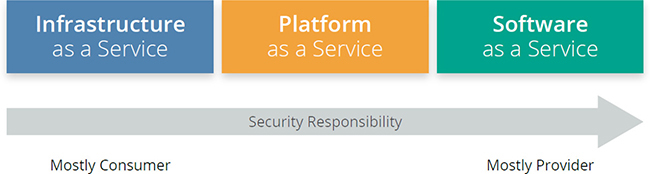 Infrastructure
as a Service
Platform
as a Service
Software
as a Service
Security Responsibility
Mostly Consumer
Mostly Provider